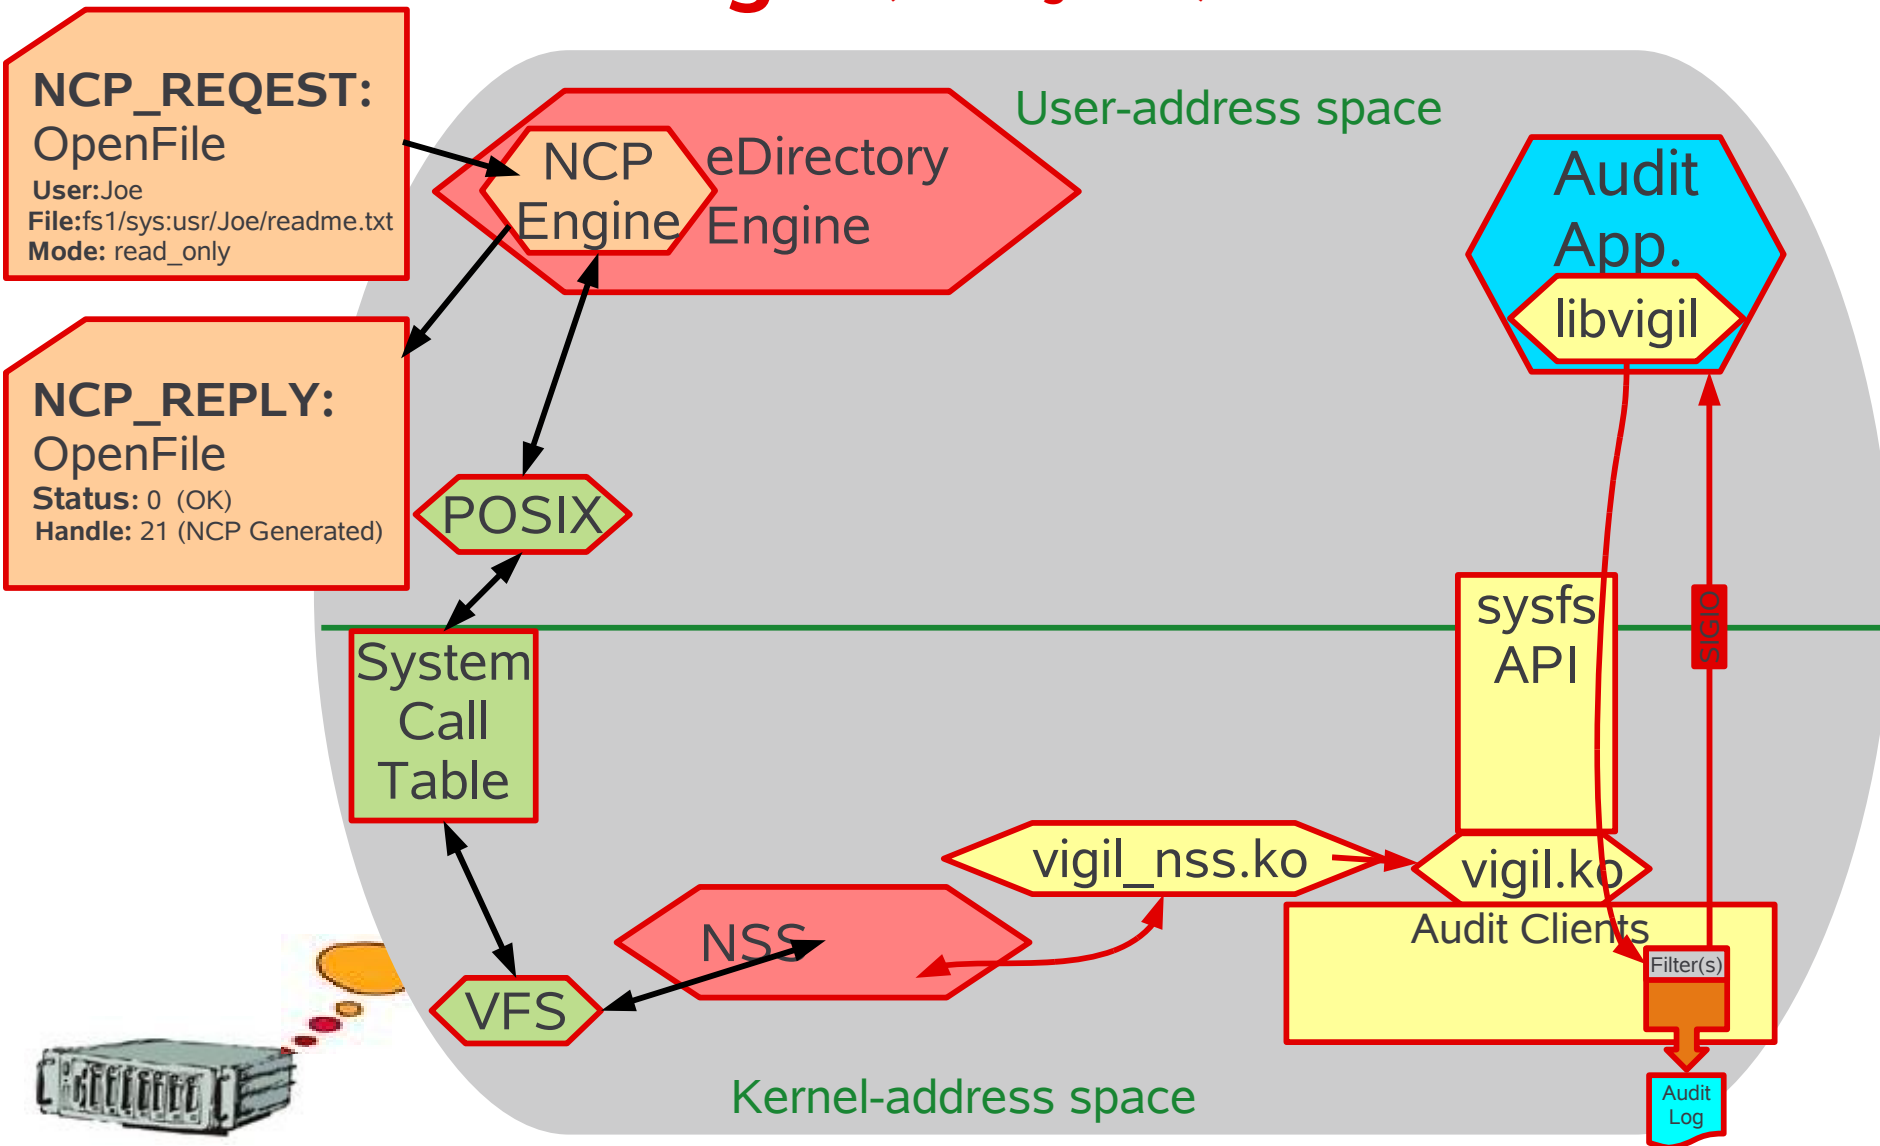 NCP_REQEST:
OpenFile
User:Joe
File:fs1/sys:usr/Joe/readme.txt
Mode: read_only
NCP
Engine
eDirectory
Engine
User-address space
Audit
App.
libvigil
NCP_REPLY:
OpenFile
Status: 0 (OK)
Handle: 21 (NCP Generated)
POSIX
sysfs
API
SIGIO
System
Call
Table
vigil_nss.ko
vigil.ko
Audit Clients
NSS
Filter(s)
VFS
Kernel-address space
Audit
Log